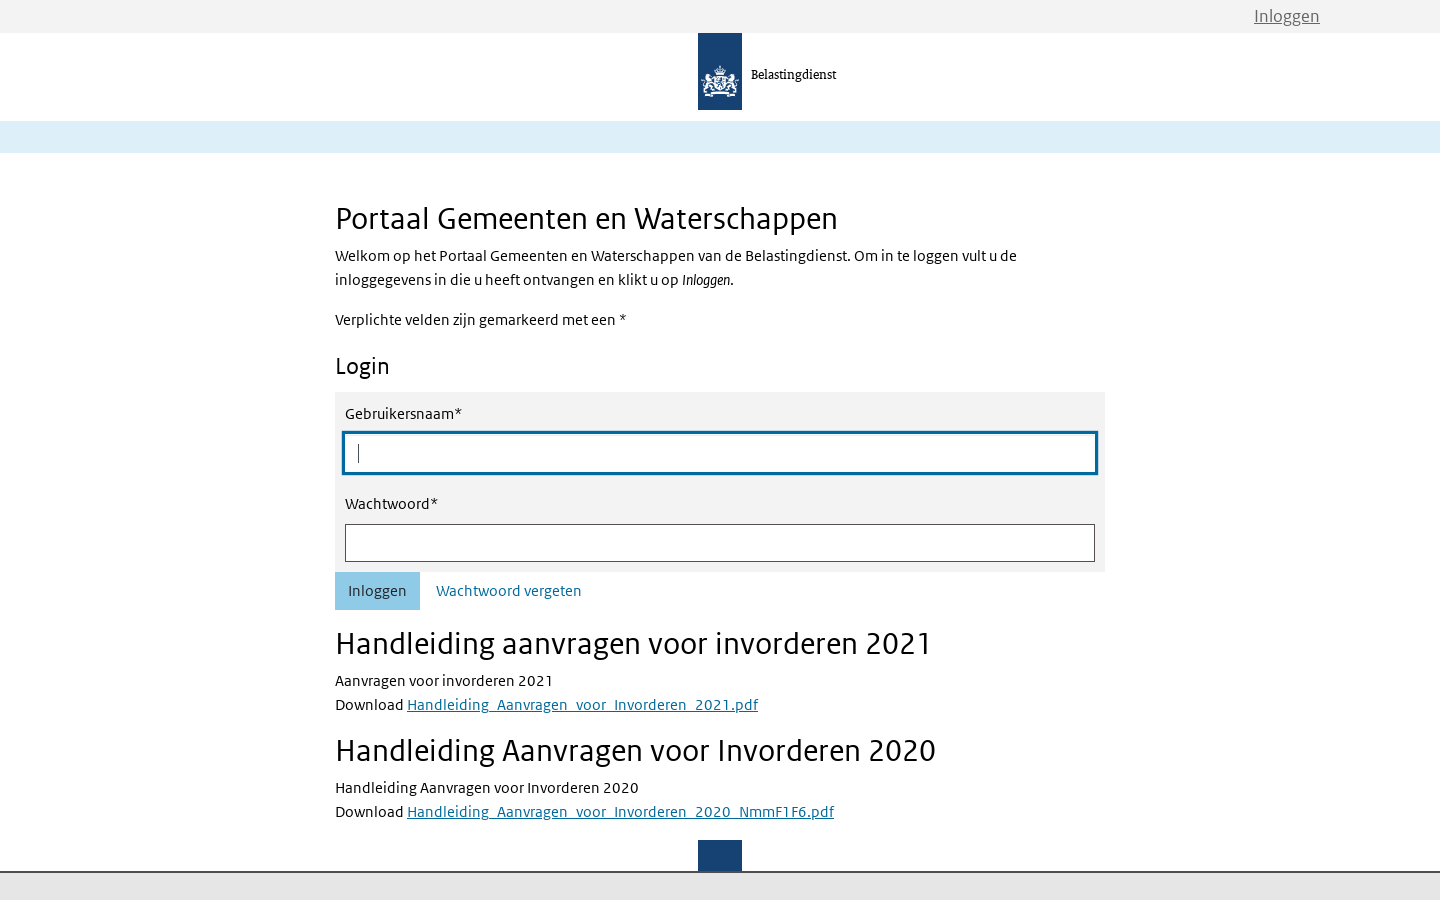 Inloggen
Belastingdienst
Portaal Gemeenten en Waterschappen
Welkom op het Portaal Gemeenten en Waterschappen van de Belastingdienst. Om in te loggen vult u de
inloggegevens in die u heeft ontvangen en klikt u op Inloggen.
Verplichte velden zijn gemarkeerd met een *
Login
Gebruikersnaam*
Wachtwoord*
Inloggen Wachtwoord vergeten
Handleiding aanvragen voor invorderen 2021
Aanvragen voor invorderen 2021
Download Handleiding_Aanvragen_voor_Invorderen_2021.pdf
Handleiding Aanvragen voor Invorderen 2020
Handleiding Aanvragen voor Invorderen 2020
Download Handleiding_Aanvragen_voor_Invorderen_2020_NmmF1F6.pdf